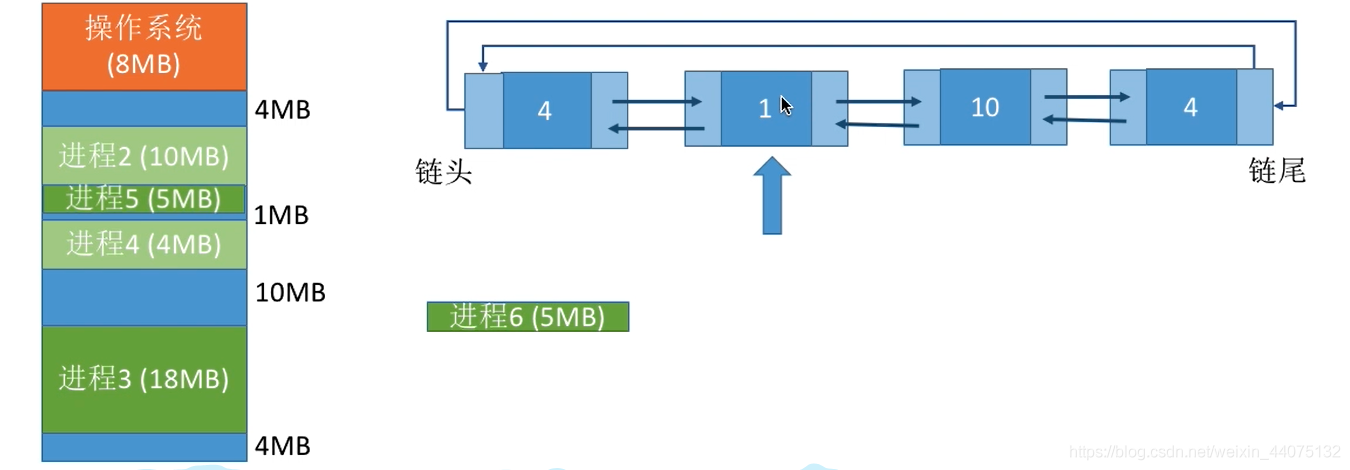 操作系统
(8MB)
4MB
进程2 (10MB)
进程5 (5MB)
1MB
进程4 (4MB)
10MB
进程3 (18MB)
4MB
4
1
10
4
链头
链尾
进程6 (5MB)
https://blog.csdn.net/weixin_44075132